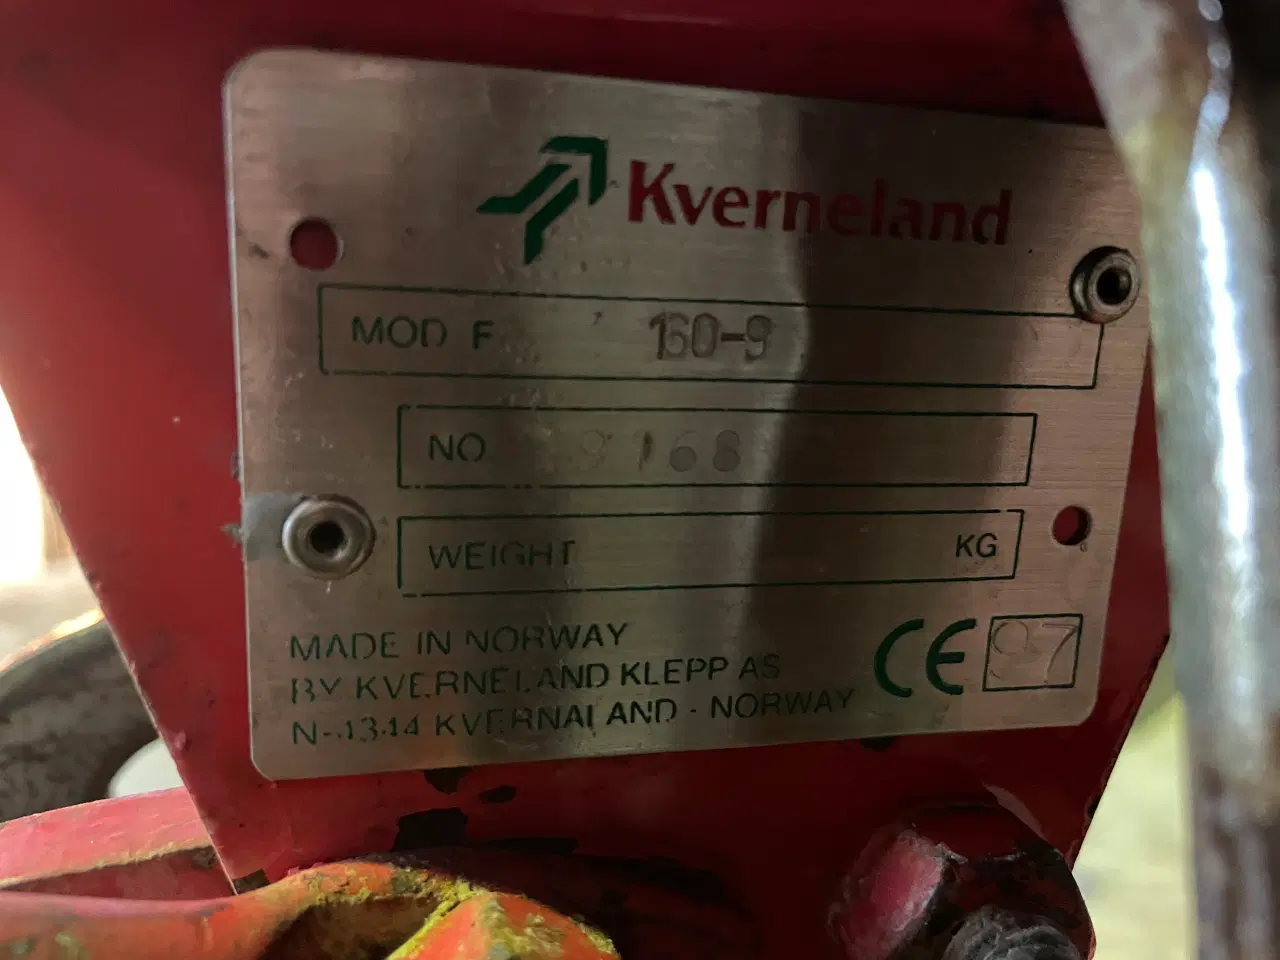 Kverneland
MOD F 160-9
NO 9168
WEIGHT KG
MADE IN NORWAY
BY KVERNELAND KLEPP AS
N-4344 KVERNALAND - NORWAY
CE 97